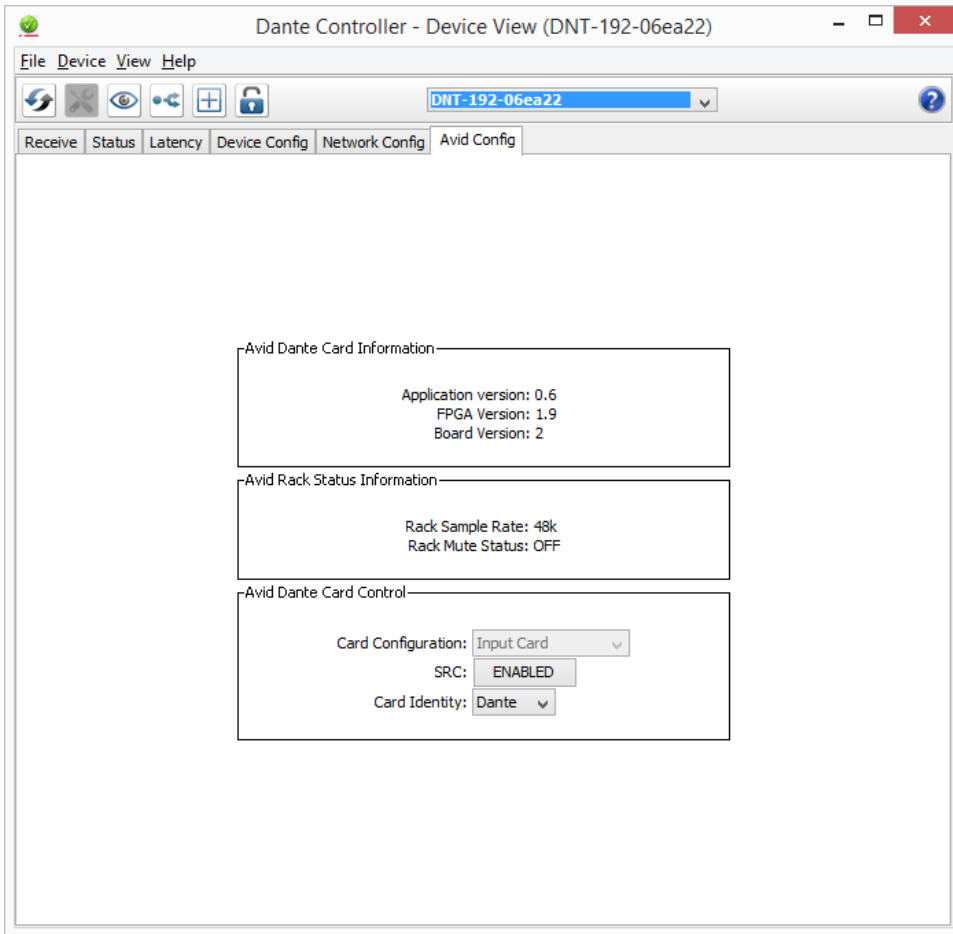 Dante Controller - Device View (DNT-192-06ea22)
File Device View Help
DNT-192-06ea22
?
Receive Status Latency Device Config Network Config Avid Config
Avid Dante Card Information
Application version: 0.6
FPGA Version: 1.9
Board Version: 2
Avid Rack Status Information
Rack Sample Rate: 48k
Rack Mute Status: OFF
Avid Dante Card Control
Card Configuration: Input Card
SRC: ENABLED
Card Identity: Dante